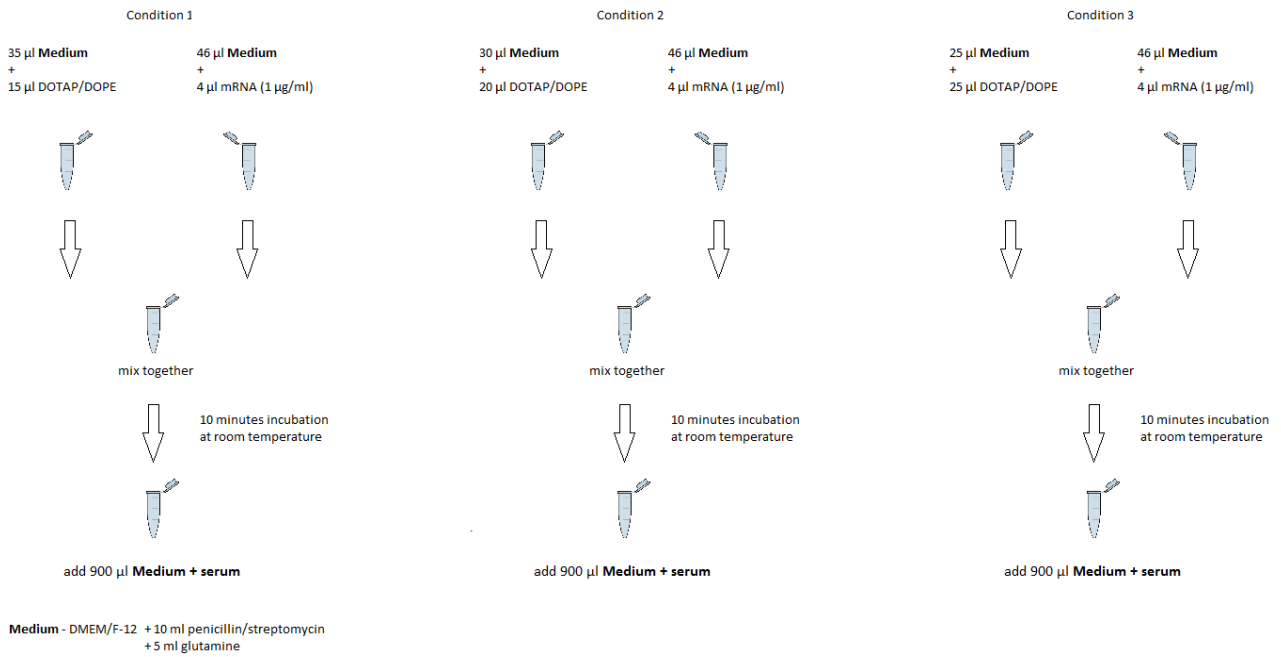 Condition 1
35 µl Medium
+
15 µl DOTAP/DOPE
46 µl Medium
+
4 µl mRNA (1 µg/ml)
mix together
10 minutes incubation
at room temperature
add 900 µl Medium + serum
Condition 2
30 µl Medium
+
20 µl DOTAP/DOPE
46 µl Medium
+
4 µl mRNA (1 µg/ml)
mix together
10 minutes incubation
at room temperature
add 900 µl Medium + serum
Condition 3
25 µl Medium
+
25 µl DOTAP/DOPE
46 µl Medium
+
4 µl mRNA (1 µg/ml)
mix together
10 minutes incubation
at room temperature
add 900 µl Medium + serum
Medium - DMEM/F-12 + 10 ml penicillin/streptomycin
+ 5 ml glutamine